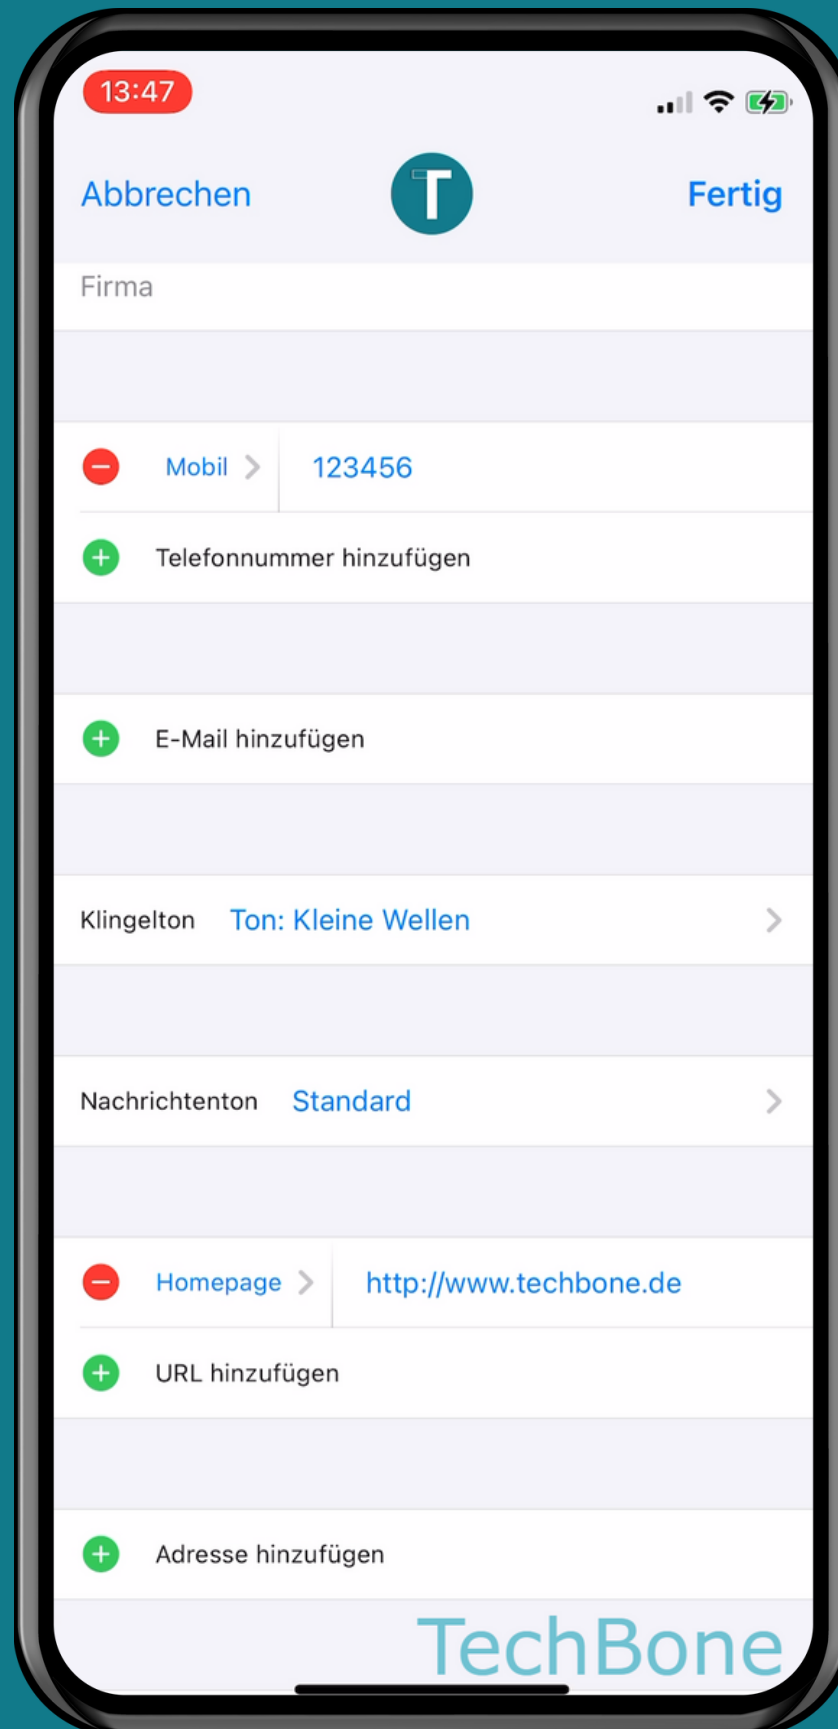 13:47
Abbrechen T Fertig
Firma
Mobil 123456
Telefonnummer hinzufügen
E-Mail hinzufügen
Klingelton Ton: Kleine Wellen
Nachrichtenton Standard
Homepage http://www.techbone.de
URL hinzufügen
Adresse hinzufügen
TechBone